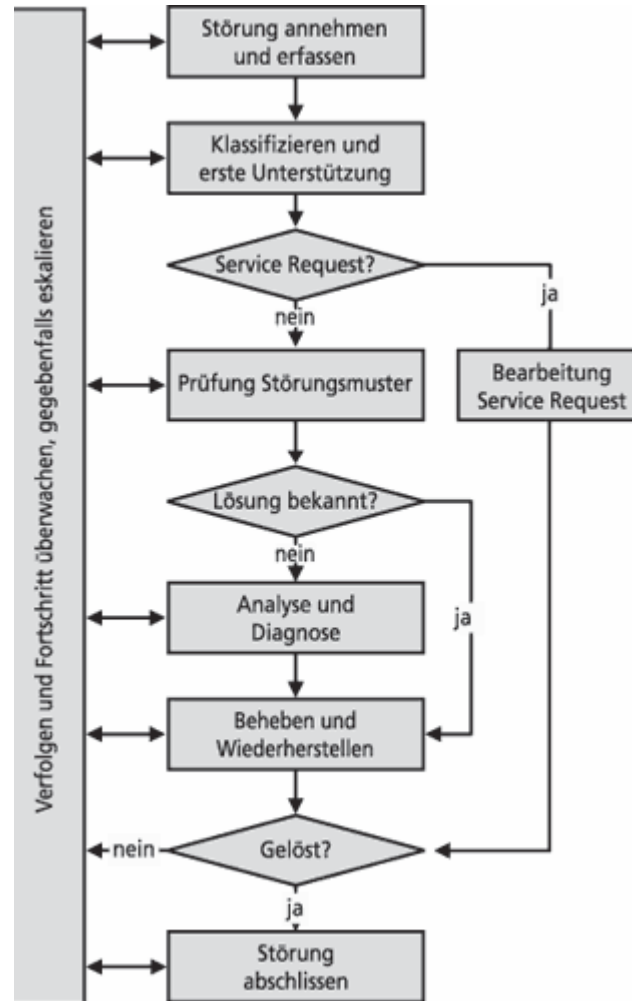 Störung annehmen
und erfassen
Klassifizieren und
erste Unterstützung
Service Request?
ja
nein
Prüfung Störungsmuster
Bearbeitung
Service Request
Lösung bekannt?
nein
ja
Analyse und
Diagnose
Beheben und
Wiederherstellen
Gelöst?
nein
ja
Störung
abschlissen
Verfolgen und Fortschritt überwachen, gegebenfalls eskalieren